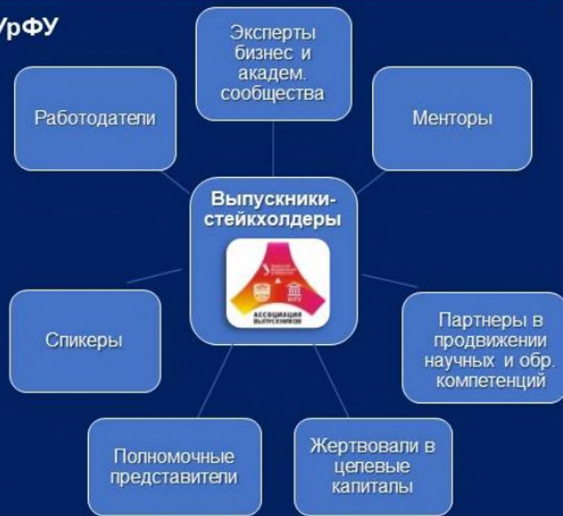 УрФУ
Эксперты
бизнес и
академ.
сообщества
Работодатели
Менторы
Выпускники-
стейкхолдеры
АССОЦИАЦИЯ
ВЫПУСКНИКОВ
Спикеры
Партнеры в
продвижении
научных и обр.
компетенций
Полномочные
представители
Жертвовали в
целевые
капиталы